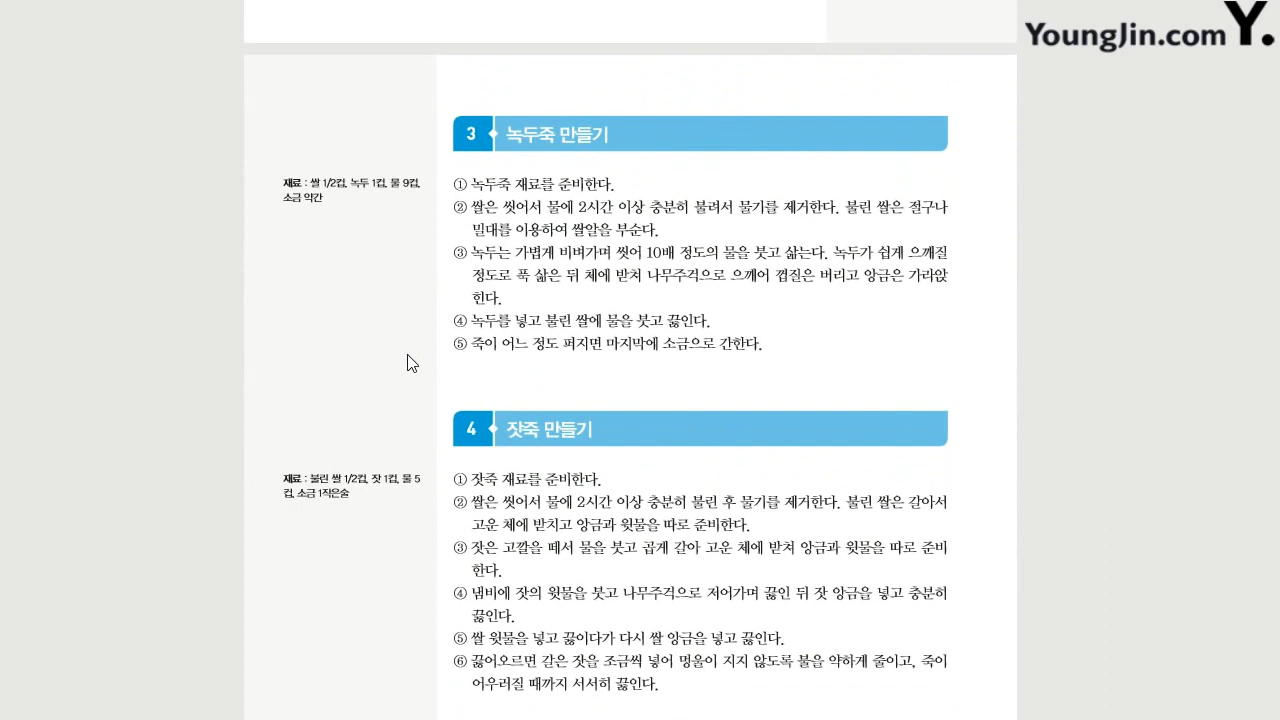 YoungJin.com Y.
3 녹두죽 만들기
재료 : 쌀 1/2컵, 녹두 1컵, 물 9컵,
소금 약간
① 녹두죽 재료를 준비한다.
② 쌀은 씻어서 물에 2시간 이상 충분히 불려서 물기를 제거한다. 불린 쌀은 절구나
밀대를 이용하여 쌀알을 부순다.
③ 녹두는 가볍게 비벼가며 씻어 10배 정도의 물을 붓고 삶는다. 녹두가 쉽게 으깨질
정도로 푹 삶은 뒤 체에 받쳐 나무주걱으로 으깨어 껍질은 버리고 앙금은 가라앉
힌다.
④ 녹두를 넣고 불린 쌀에 물을 붓고 끓인다.
⑤ 죽이 어느 정도 퍼지면 마지막에 소금으로 간한다.
4 잣죽 만들기
재료 : 불린 쌀 1/2컵, 잣 1컵, 물 5
컵, 소금 1작은술
① 잣죽 재료를 준비한다.
② 쌀은 씻어서 물에 2시간 이상 충분히 불린 후 물기를 제거한다. 불린 쌀은 갈아서
고운 체에 받치고 앙금과 윗물을 따로 준비한다.
③ 잣은 고깔을 떼서 물을 붓고 곱게 갈아 고운 체에 받쳐 앙금과 윗물을 따로 준비
한다.
④ 냄비에 잣의 윗물을 붓고 나무주걱으로 저어가며 끓인 뒤 잣 앙금을 넣고 충분히
끓인다.
⑤ 쌀 윗물을 넣고 끓이다가 다시 쌀 앙금을 넣고 끓인다.
⑥ 끓어오르면 갈은 잣을 조금씩 넣어 멍울이 지지 않도록 불을 약하게 줄이고, 죽이
어우러질 때까지 서서히 끓인다.